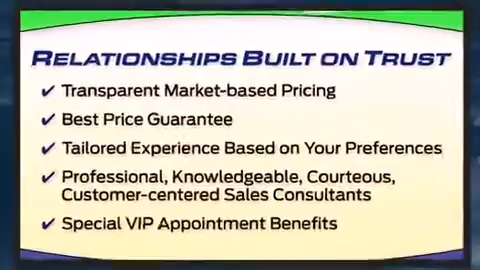 RELATIONSHIPS BUILT ON TRUST
✔ Transparent Market-based Pricing
✔ Best Price Guarantee
✔ Tailored Experience Based on Your Preferences
✔ Professional, Knowledgeable, Courteous,
Customer-centered Sales Consultants
✔ Special VIP Appointment Benefits